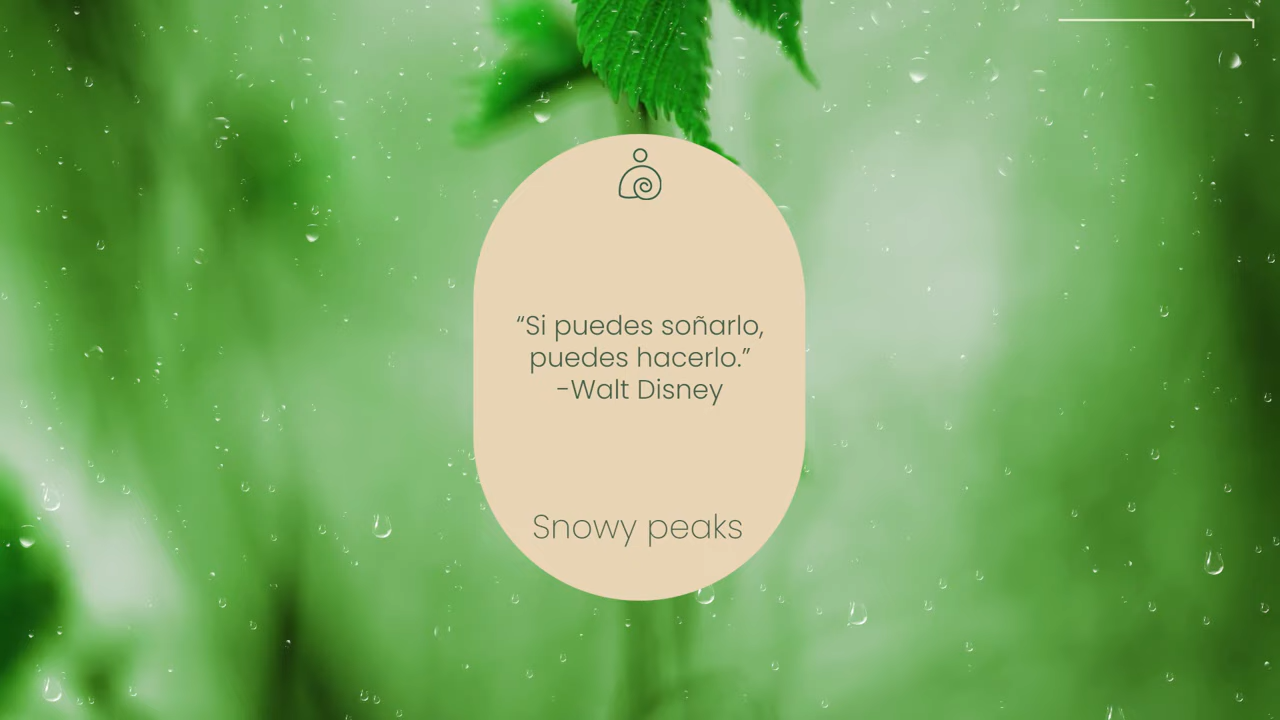 “Si puedes soñarlo,
puedes hacerlo.”
-Walt Disney
Snowy peaks